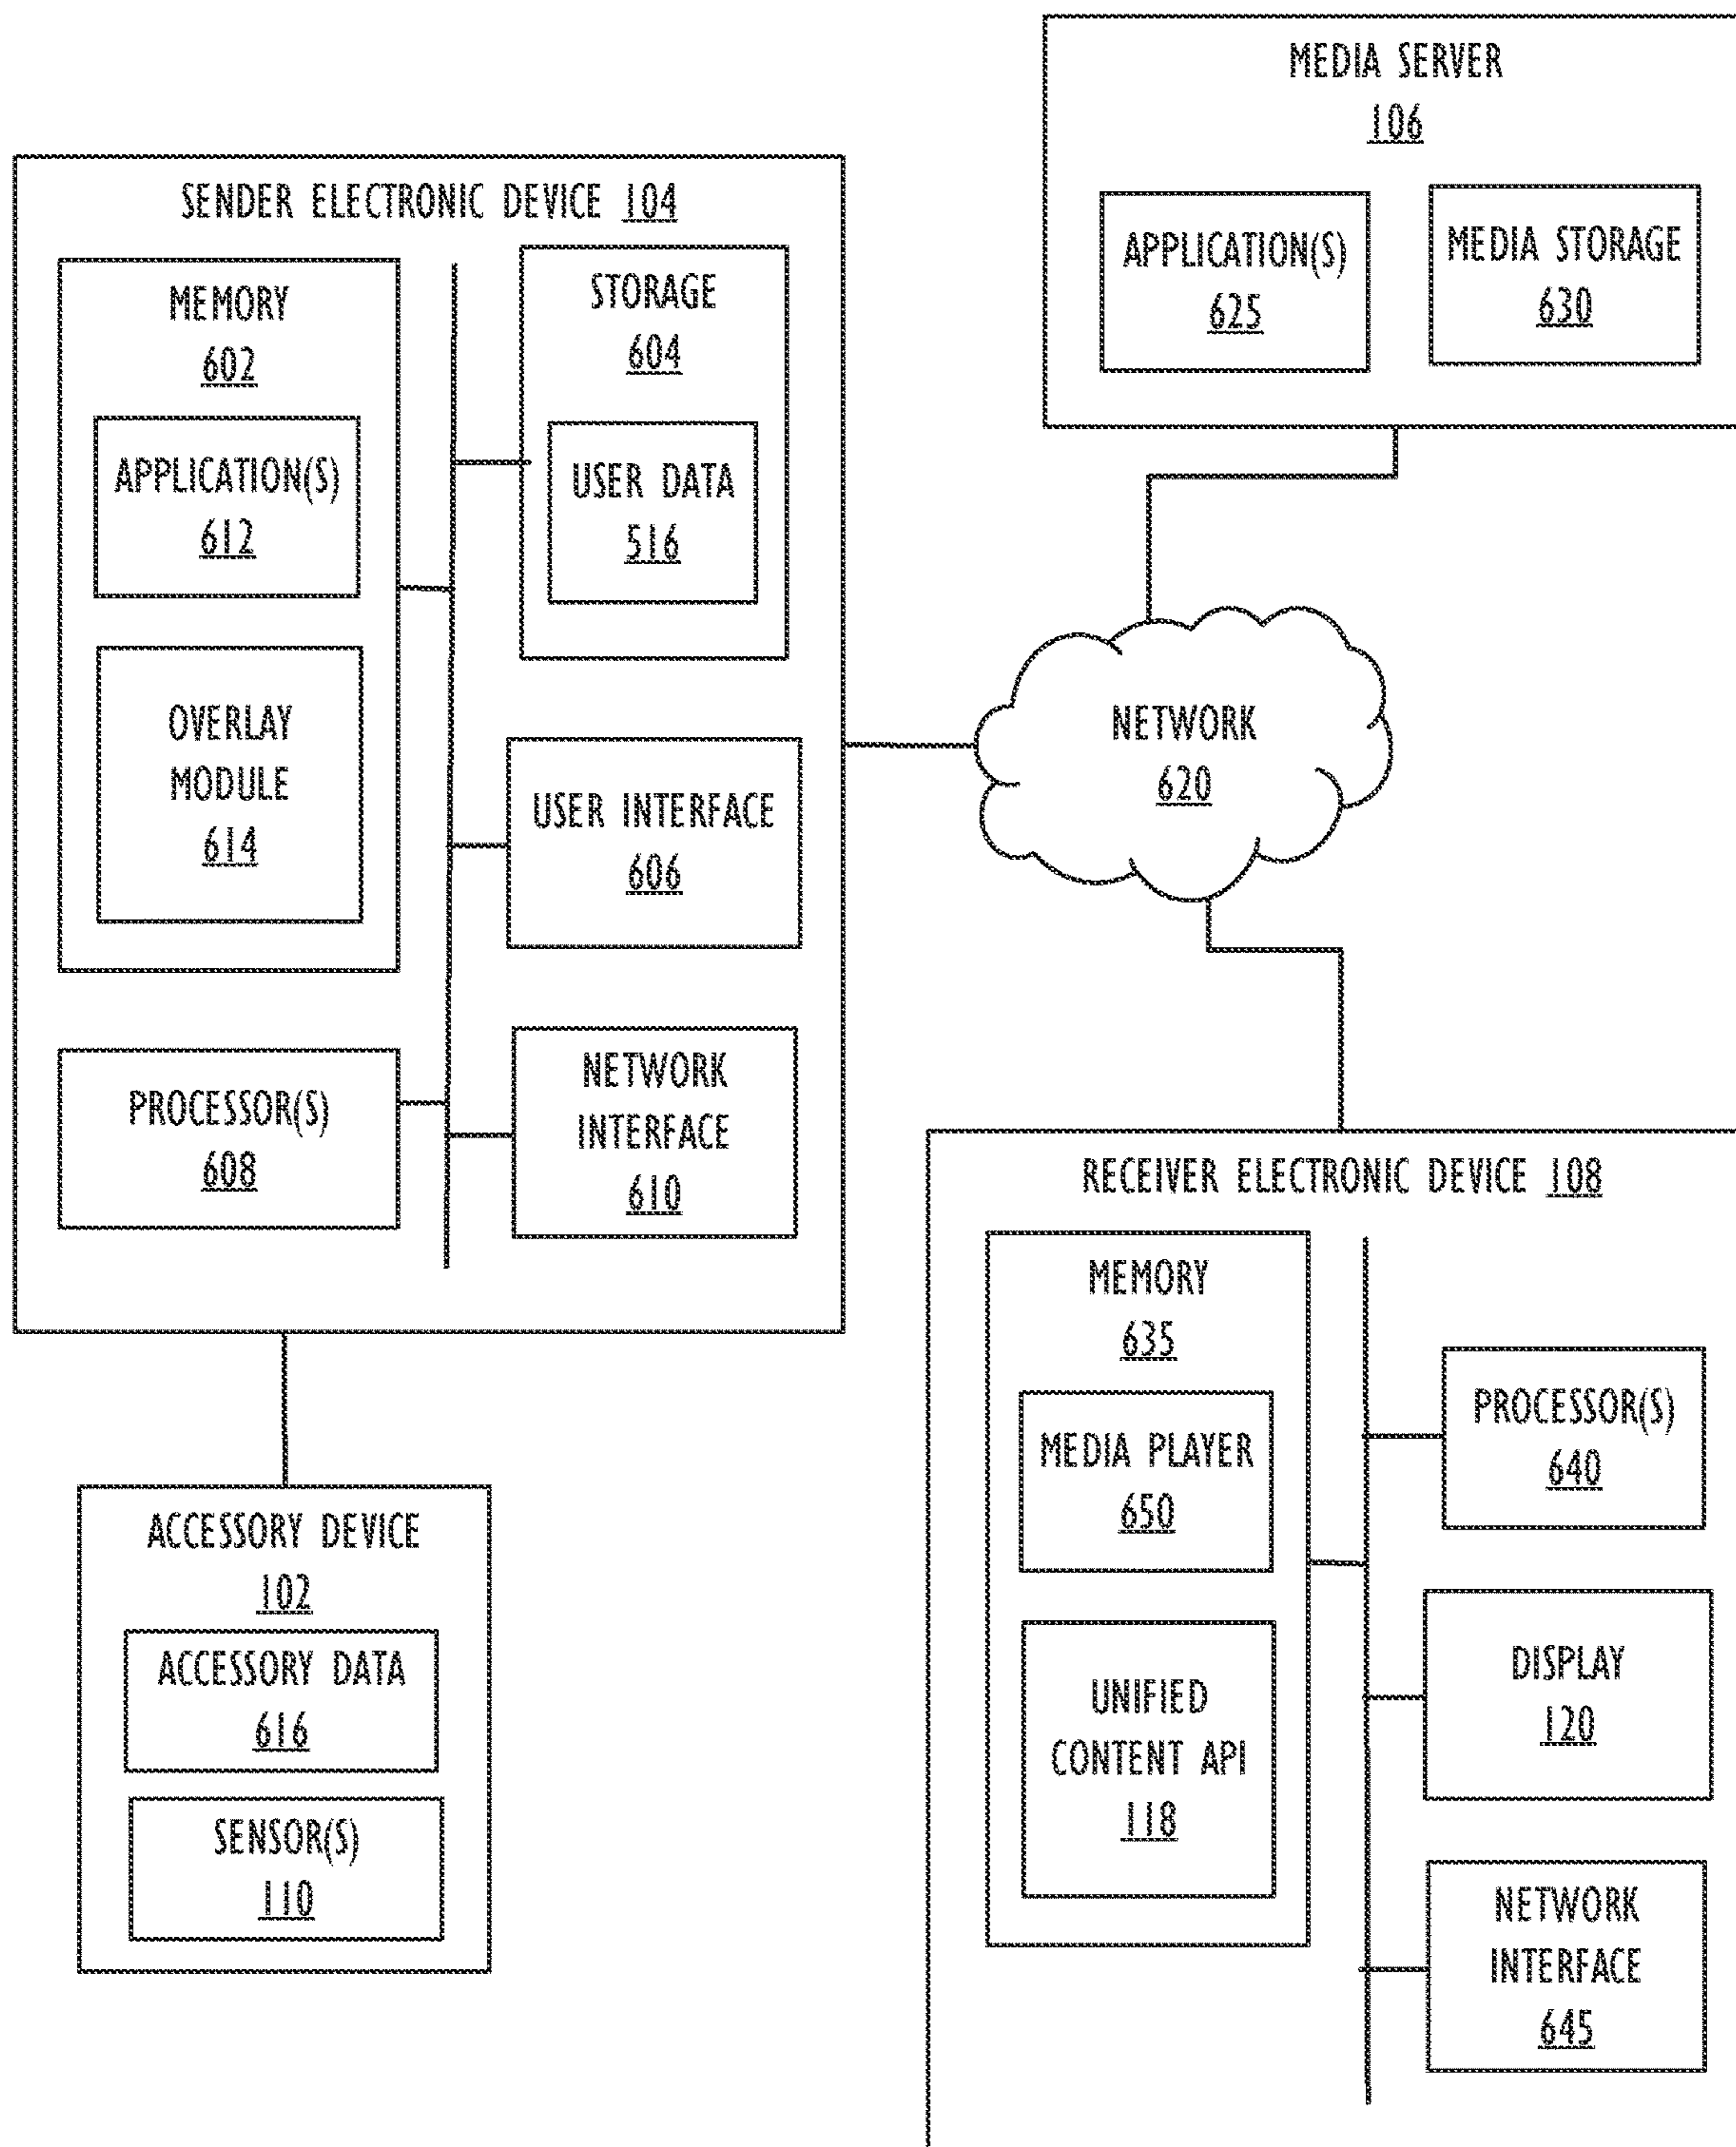 MEDIA SERVER
106
APPLICATION(S)
625
MEDIA STORAGE
630
SENDER ELECTRONIC DEVICE 104
MEMORY
602
APPLICATION(S)
612
OVERLAY
MODULE
614
STORAGE
604
USER DATA
516
USER INTERFACE
606
PROCESSOR(S)
608
NETWORK
INTERFACE
610
NETWORK
620
ACCESSORY DEVICE
102
ACCESSORY DATA
616
SENSOR(S)
110
RECEIVER ELECTRONIC DEVICE 108
MEMORY
635
MEDIA PLAYER
650
UNIFIED
CONTENT API
118
PROCESSOR(S)
640
DISPLAY
120
NETWORK
INTERFACE
645